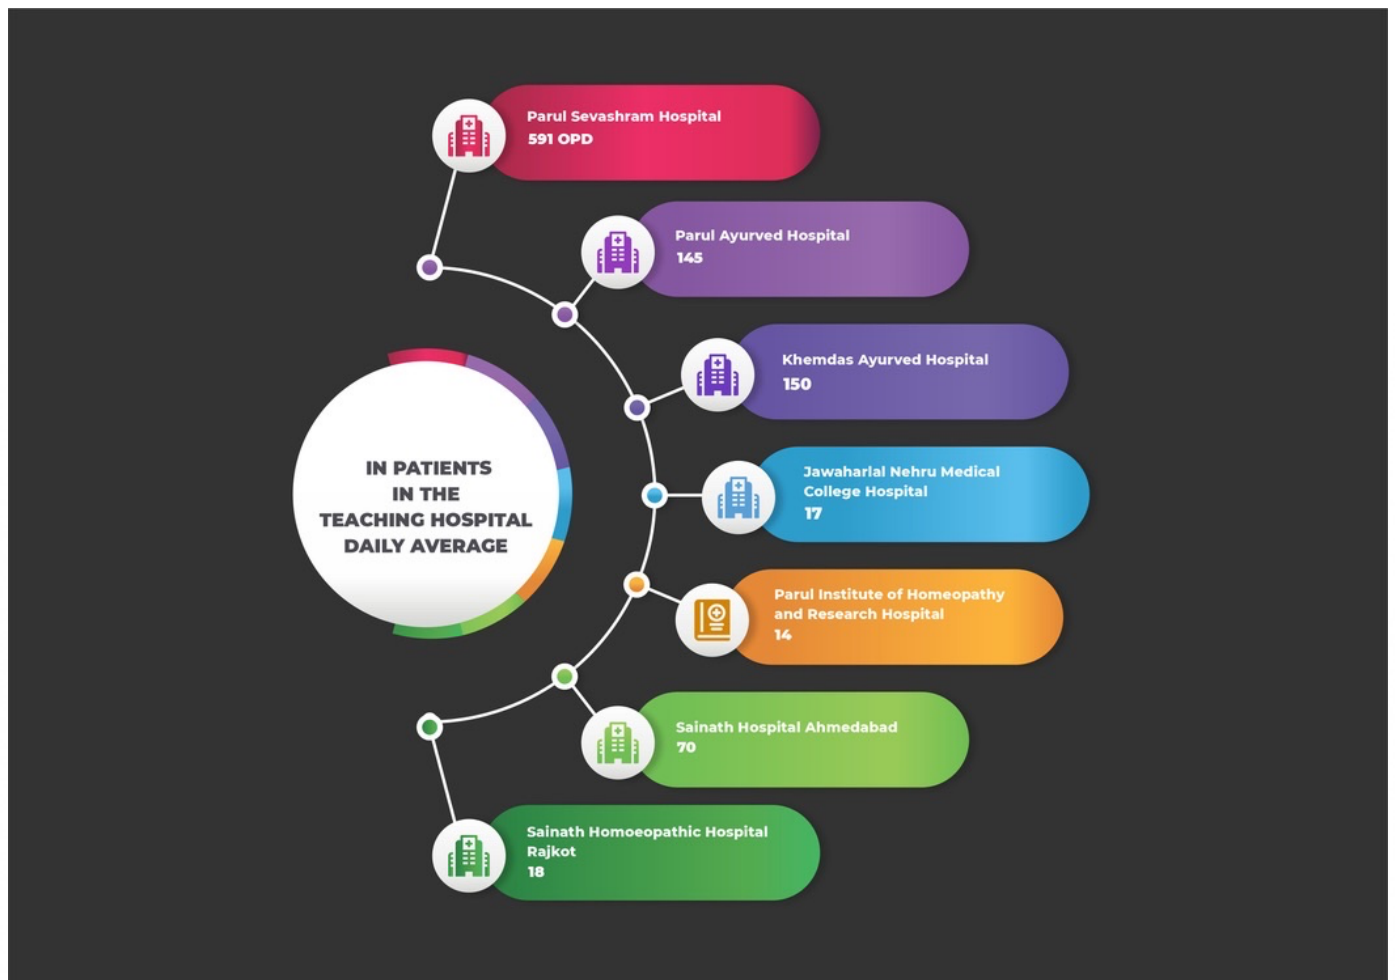 Parul Sevashram Hospital
591 OPD
Parul Ayurved Hospital
145
Khemdas Ayurved Hospital
150
IN PATIENTS
IN THE
TEACHING HOSPITAL
DAILY AVERAGE
Jawaharlal Nehru Medical
College Hospital
17
Parul Institute of Homeopathy
and Research Hospital
14
Sainath Hospital Ahmedabad
70
Sainath Homoeopathic Hospital
Rajkot
18